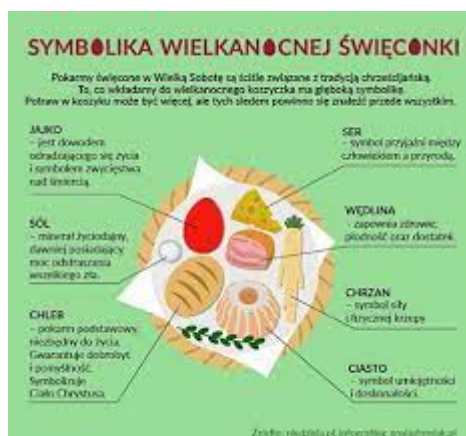 SYMBOLIKA WIELKANOCNEJ ŚWIĘCONKI
Pokarmy święcone w Wielką Sobotę są ściśle związane z tradycją chrześcijańską.
To, co wkładamy do wielkanocnego koszyczka ma głęboką symbolikę.
Potraw w koszyku może być więcej, ale tych siedem powinno się znaleźć przede wszystkim.
JAJKO
– jest dowodem
odradzającego się życia
i symbolem zwycięstwa
nad śmiercią.
SÓL
– minerał życiodajny,
dawniej posiadający
moc odstraszania
wszelkiego zła.
CHLEB
– pokarm podstawowy,
niezbędny do życia.
Gwarantuje dobrobyt
i pomyślność.
Symbolizuje
Ciało Chrystusa.
SER
– symbol przyjaźni między
człowiekiem a przyrodą.
WĘDLINA
– zapewnia zdrowie,
płodność oraz dostatek.
CHRZAN
– symbol siły
i fizycznej krzepy.
CIASTO
– symbol umiejętności
i doskonałości.